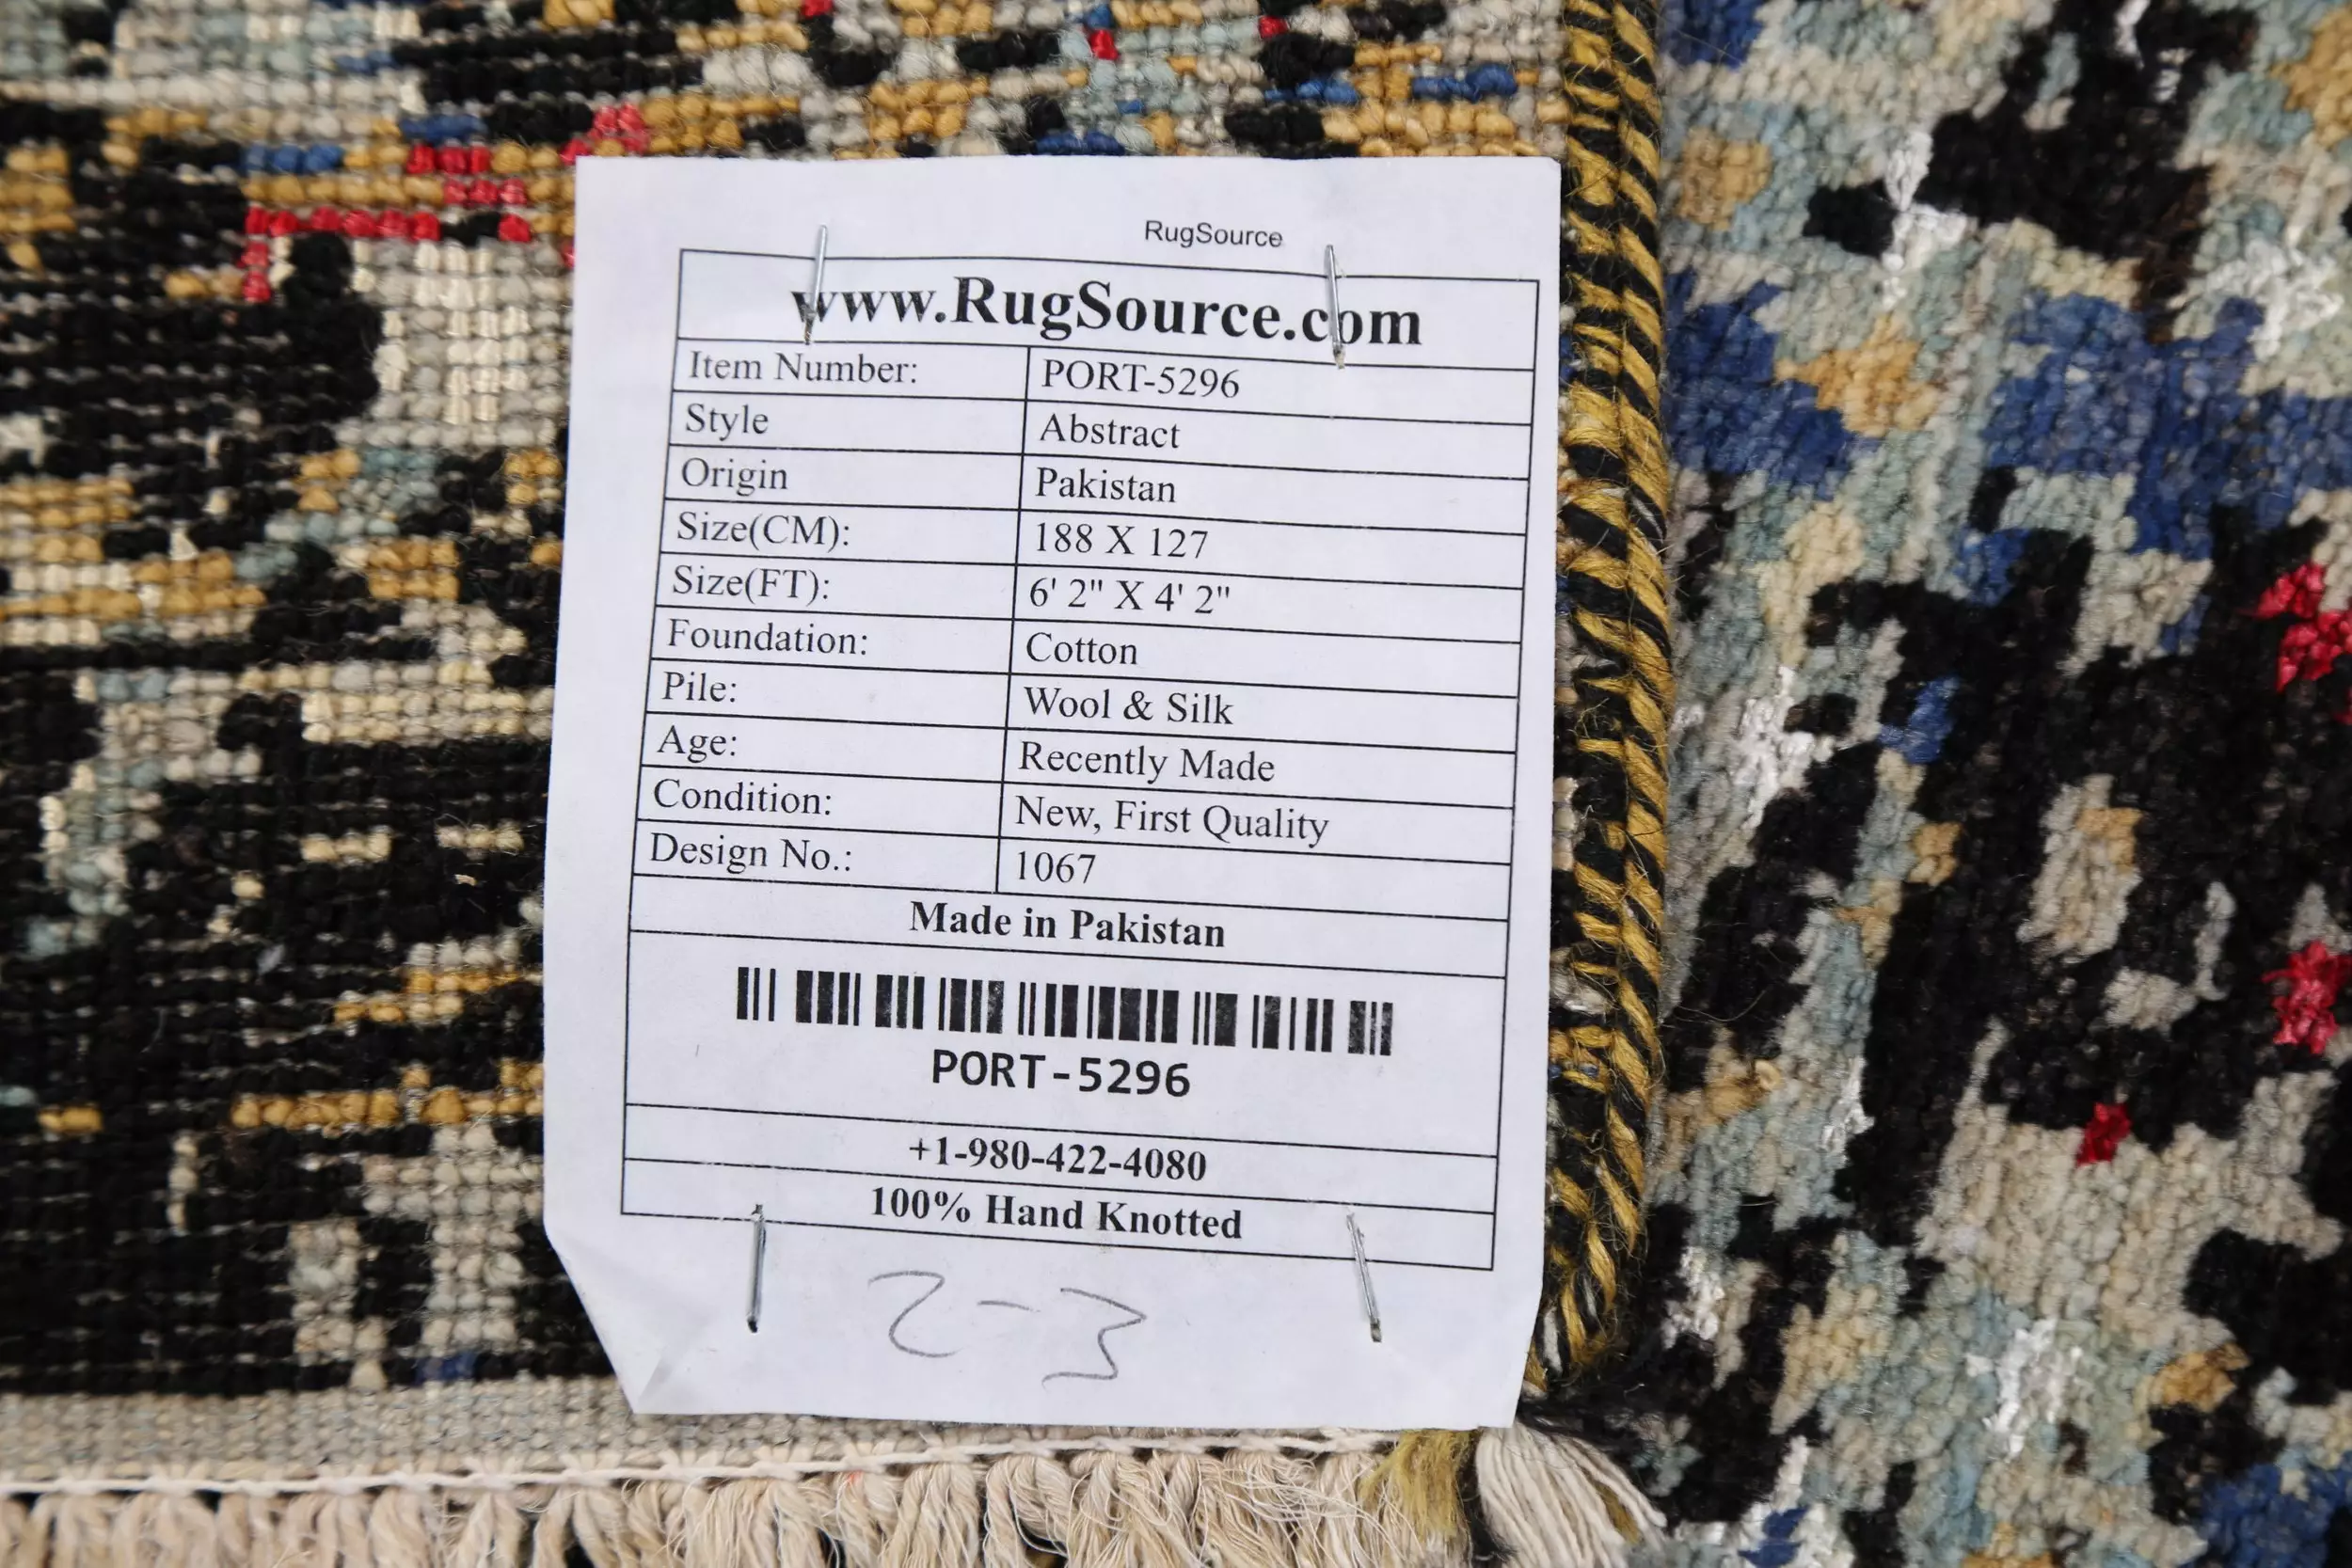 RugSource
www.RugSource.com
Item Number: PORT-5296
Style Abstract
Origin Pakistan
Size(CM): 188 X 127
Size(FT): 6' 2" X 4' 2"
Foundation: Cotton
Pile: Wool & Silk
Age: Recently Made
Condition: New, First Quality
Design No.: 1067
Made in Pakistan
PORT-5296
+1-980-422-4080
100% Hand Knotted
2-3